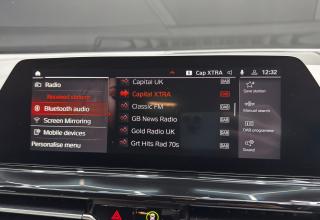 Cap XTRA 12:32
Radio
Received stations
Bluetooth audio
Screen Mirroring
Mobile devices
Personalise menu
Capital UK DAB
Capital XTRA DAB
Classic FM DAB
GB News Radio DAB
Gold Radio UK DAB
Grt Hits Rad 70s DAB
Save station
Manual search
DAB programme
Sound